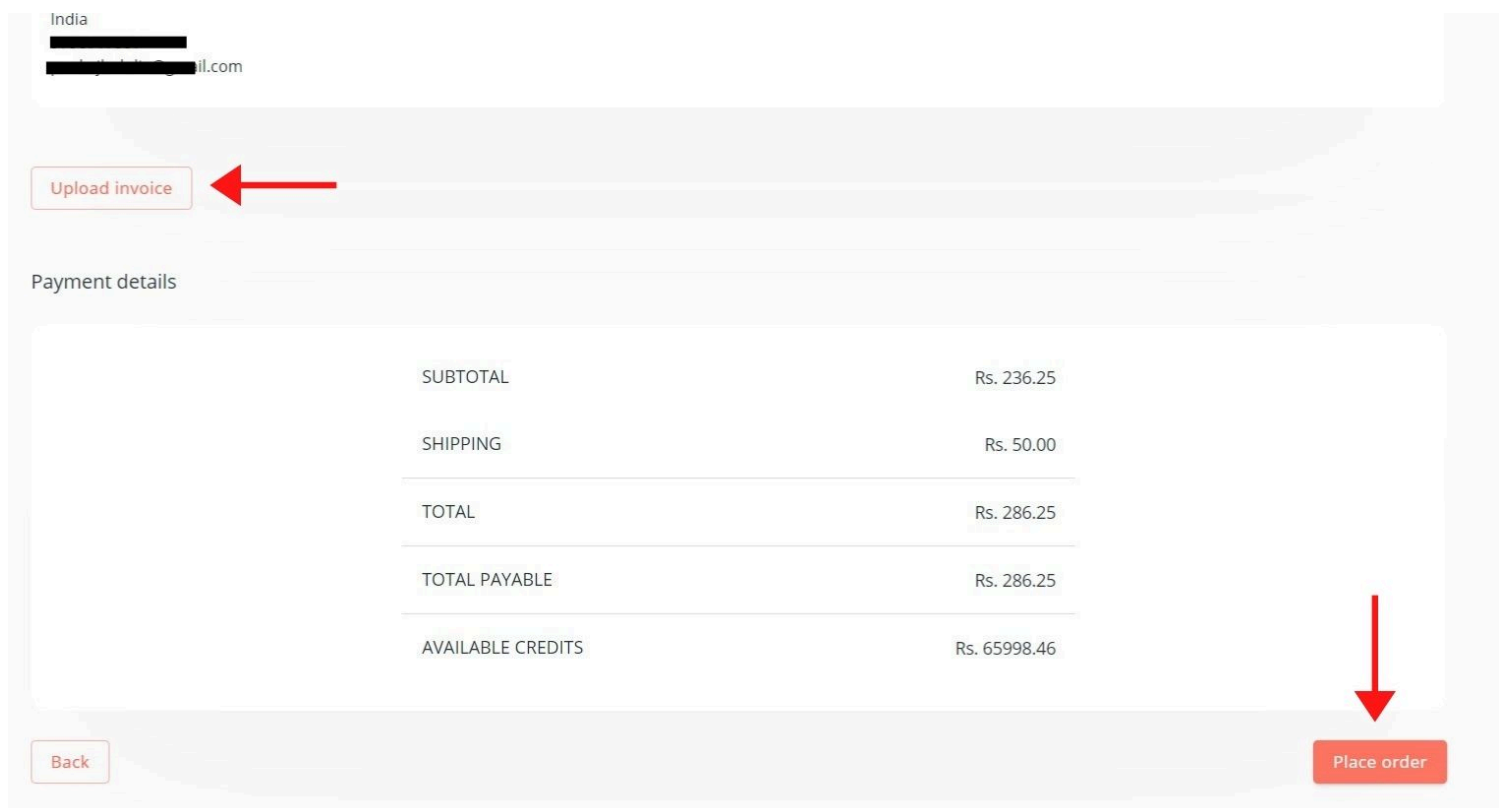 India
il.com
Upload invoice
Payment details
SUBTOTAL Rs. 236.25
SHIPPING Rs. 50.00
TOTAL Rs. 286.25
TOTAL PAYABLE Rs. 286.25
AVAILABLE CREDITS Rs. 65998.46
Back Place order